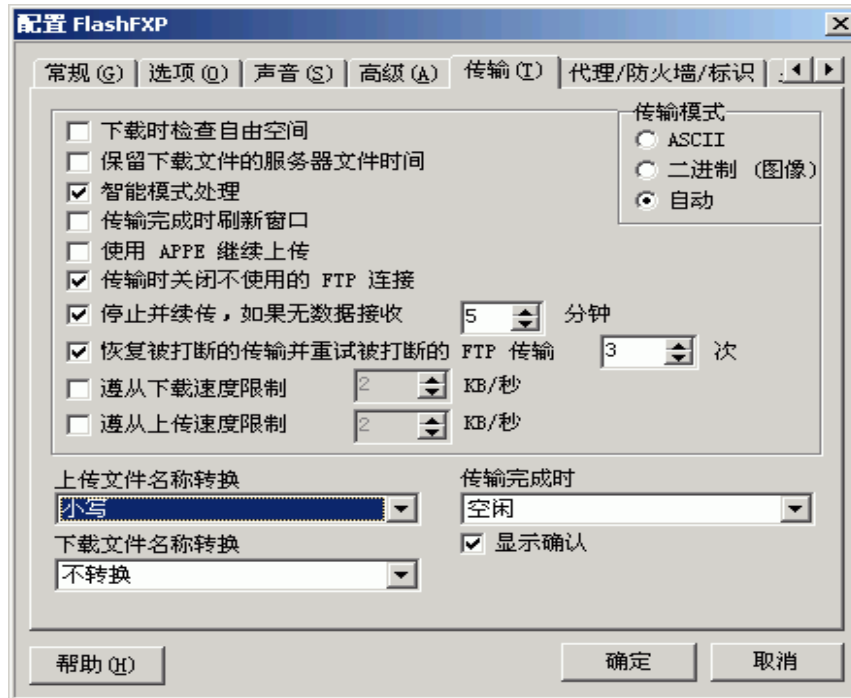 配置 FlashFXP
常规(G) 选项(O) 声音(S) 高级(A) 传输(T) 代理/防火墙/标识
传输模式
下载时检查自由空间
ASCII
保留下载文件的服务器文件时间
二进制 (图像)
智能模式处理
自动
传输完成时刷新窗口
使用 APPE 继续上传
传输时关闭不使用的 FTP 连接
停止并续传，如果无数据接收 5 分钟
恢复被打断的传输并重试被打断的 FTP 传输 3 次
遵从下载速度限制 2 KB/秒
遵从上传速度限制 2 KB/秒
上传文件名称转换 传输完成时
小写 空闲
下载文件名称转换 显示确认
不转换
帮助(H) 确定 取消